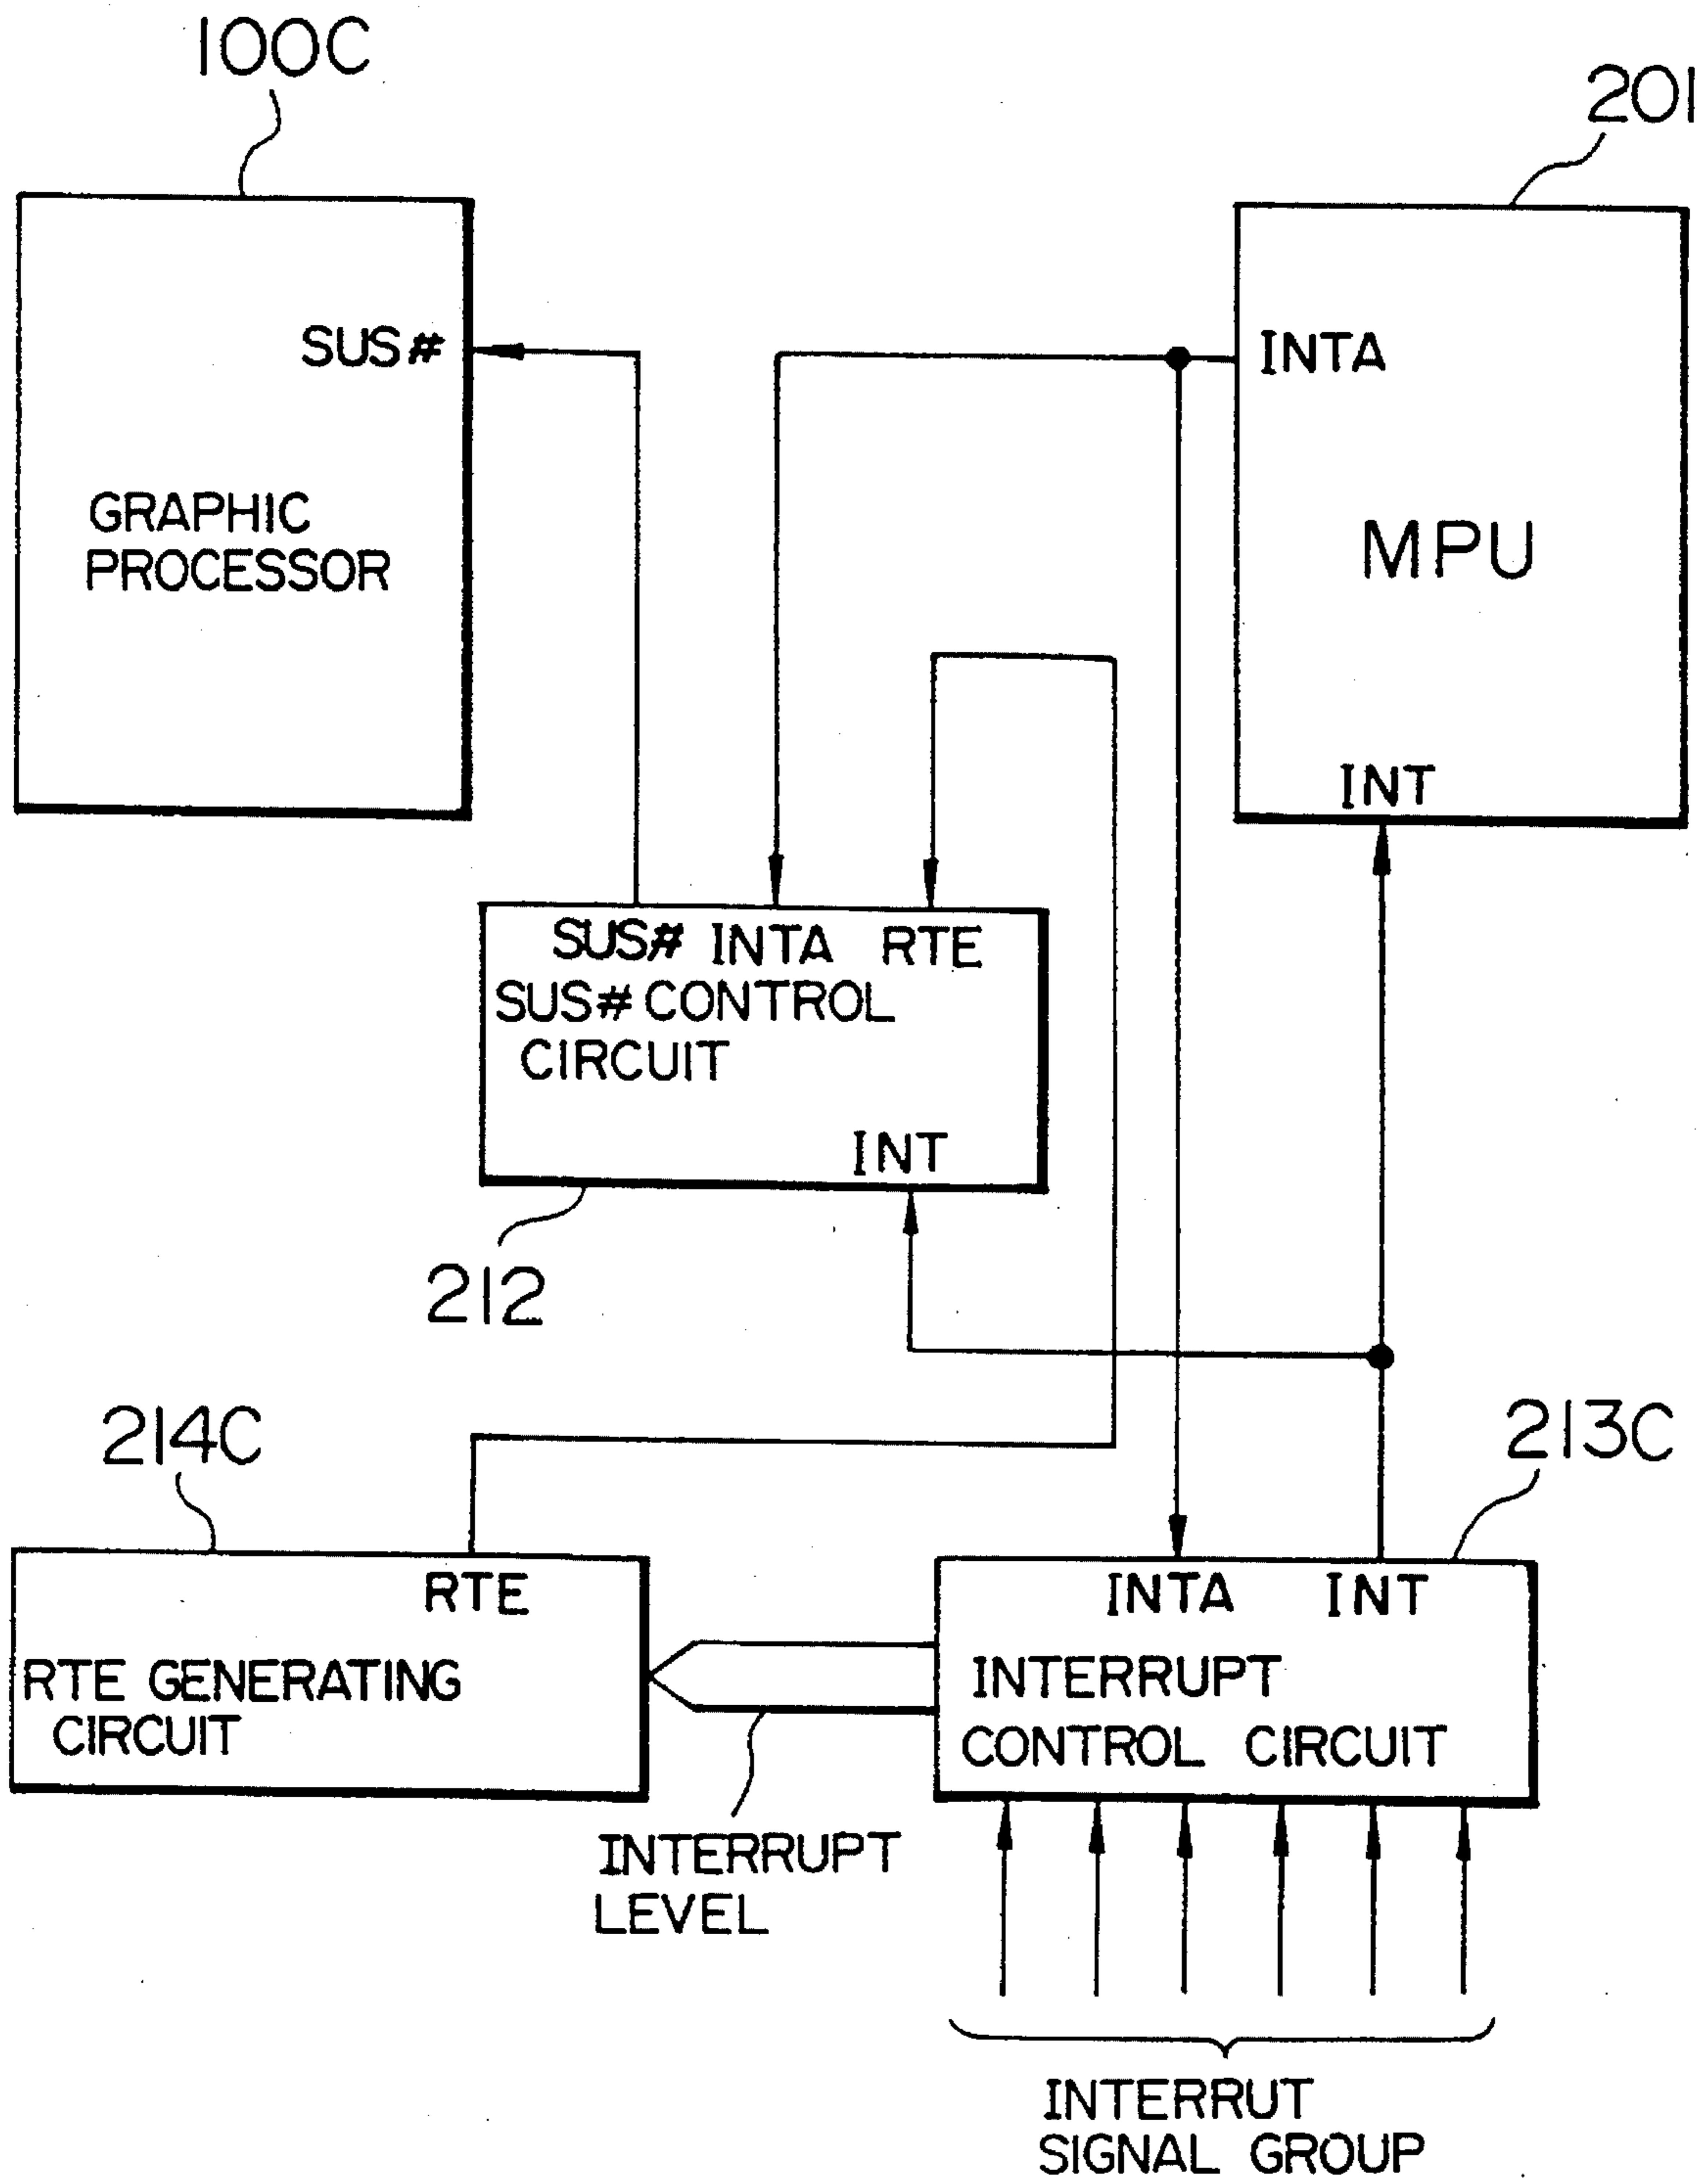 100C
201
SUS#
INTA
GRAPHIC
PROCESSOR
MPU
INT
SUS# INTA RTE
SUS# CONTROL
CIRCUIT
INT
212
214C
213C
RTE
INTA INT
RTE GENERATING
CIRCUIT
INTERRUPT
CONTROL CIRCUIT
INTERRUPT
LEVEL
INTERRUT
SIGNAL GROUP